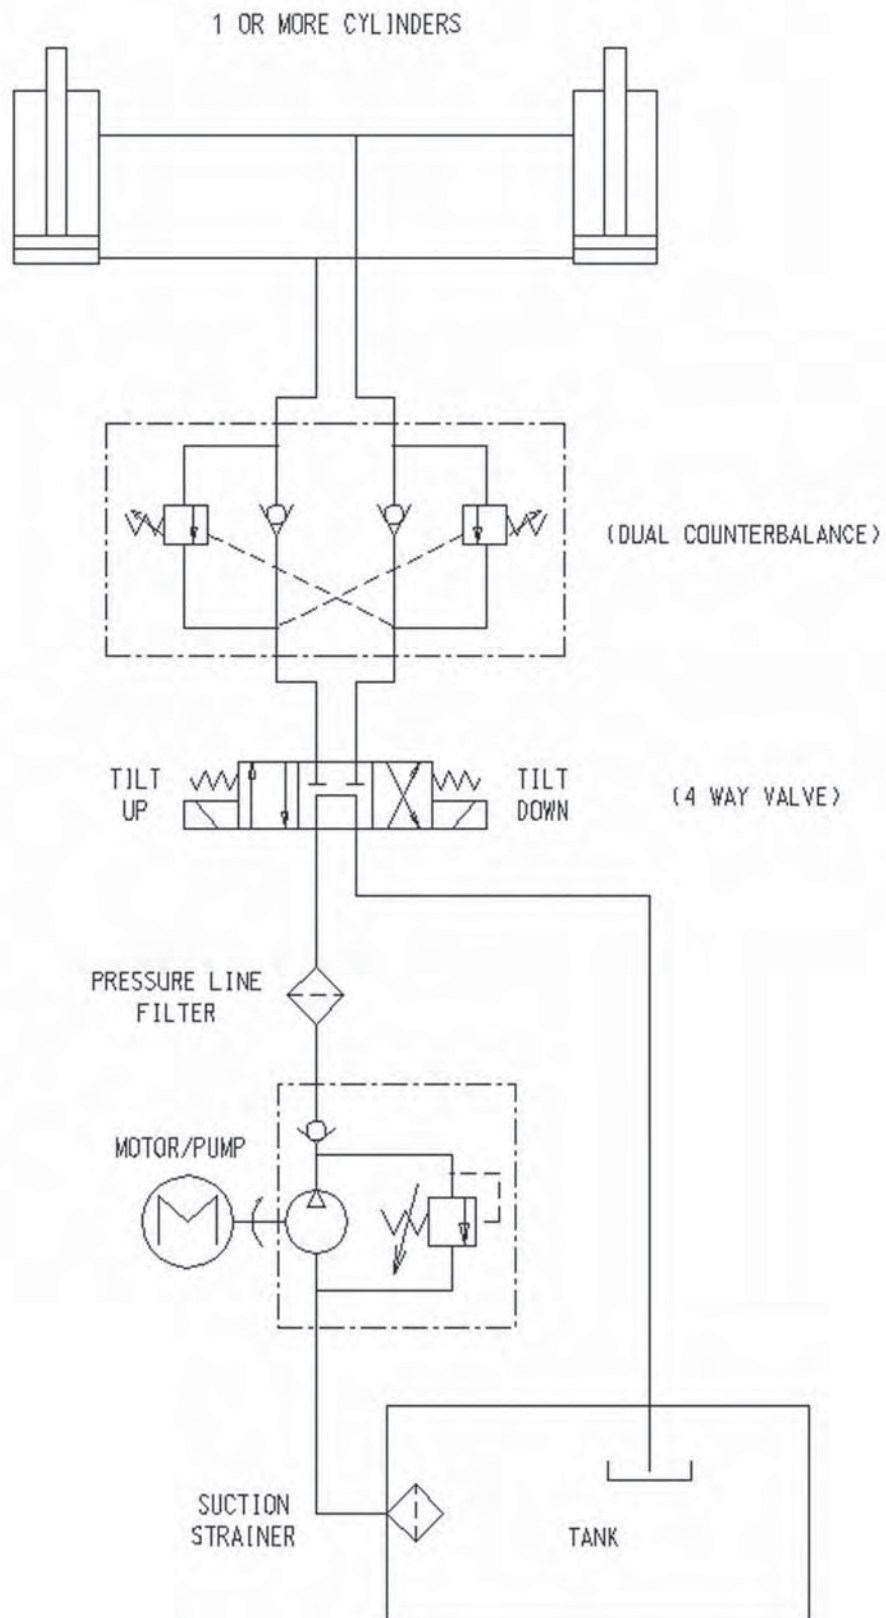 1 OR MORE CYLINDERS
(DUAL COUNTERBALANCE)
TILT
UP
TILT
DOWN
(4 WAY VALVE)
PRESSURE LINE
FILTER
MOTOR/PUMP
M
SUCTION
STRAINER
TANK